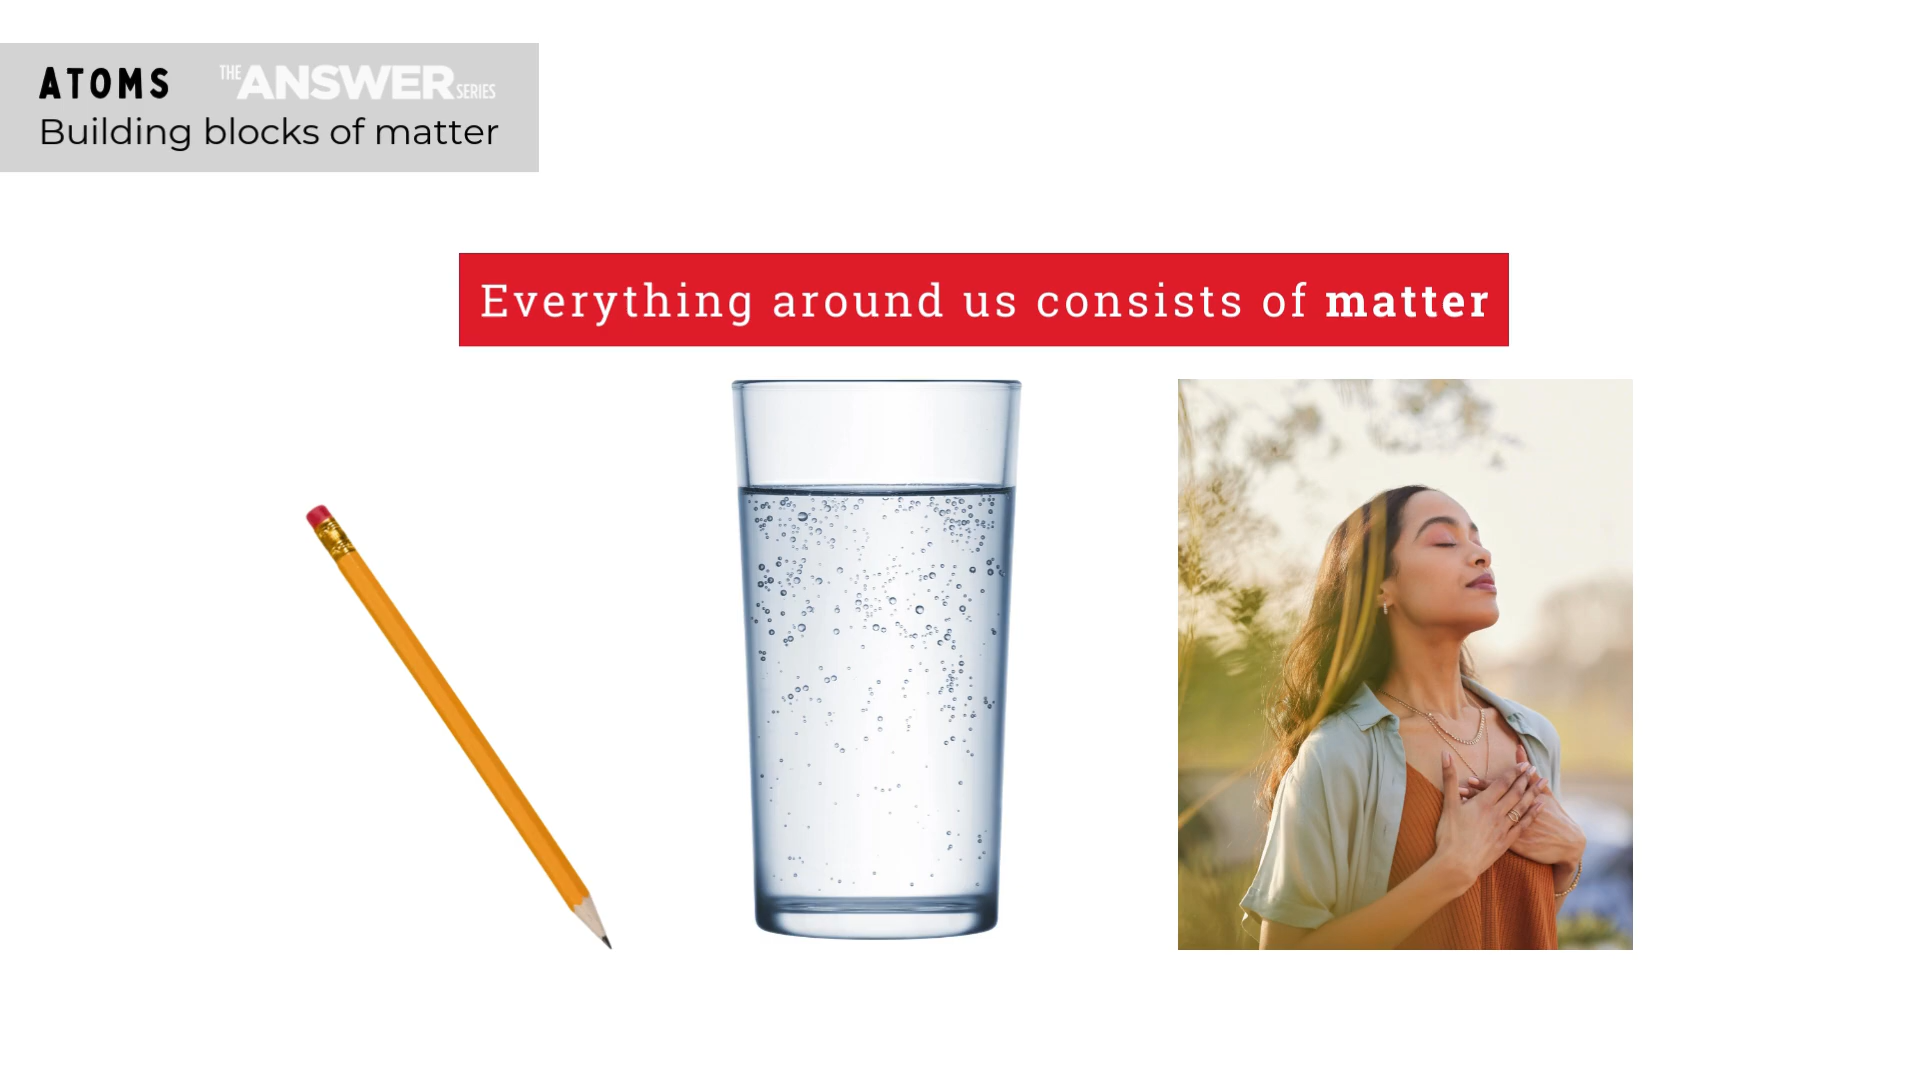 ATOMS THE ANSWER SERIES
Building blocks of matter
Everything around us consists of matter